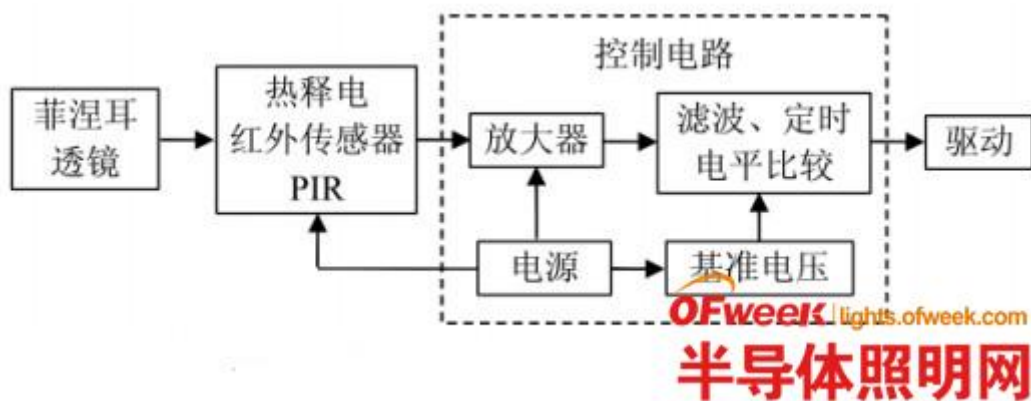 控制电路
菲涅耳
透镜
热释电
红外传感器
PIR
放大器
滤波、定时
电平比较
驱动
电源
基准电压
OFweek lights.ofweek.com
半导体照明网